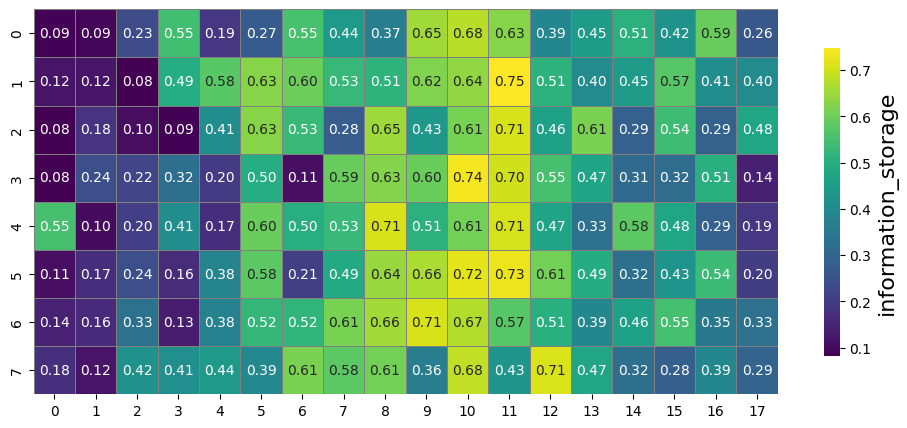 0 0.09 0.09 0.23 0.55 0.19 0.27 0.55 0.44 0.37 0.65 0.68 0.63 0.39 0.45 0.51 0.42 0.59 0.26
1 0.12 0.12 0.08 0.49 0.58 0.63 0.60 0.53 0.51 0.62 0.64 0.75 0.51 0.40 0.45 0.57 0.41 0.40
2 0.08 0.18 0.10 0.09 0.41 0.63 0.53 0.28 0.65 0.43 0.61 0.71 0.46 0.61 0.29 0.54 0.29 0.48
3 0.08 0.24 0.22 0.32 0.20 0.50 0.11 0.59 0.63 0.60 0.74 0.70 0.55 0.47 0.31 0.32 0.51 0.14
4 0.55 0.10 0.20 0.41 0.17 0.60 0.50 0.53 0.71 0.51 0.61 0.71 0.47 0.33 0.58 0.48 0.29 0.19
5 0.11 0.17 0.24 0.16 0.38 0.58 0.21 0.49 0.64 0.66 0.72 0.73 0.61 0.49 0.32 0.43 0.54 0.20
6 0.14 0.16 0.33 0.13 0.38 0.52 0.52 0.61 0.66 0.71 0.67 0.57 0.51 0.39 0.46 0.55 0.35 0.33
7 0.18 0.12 0.42 0.41 0.44 0.39 0.61 0.58 0.61 0.36 0.68 0.43 0.71 0.47 0.32 0.28 0.39 0.29
0 1 2 3 4 5 6 7 8 9 10 11 12 13 14 15 16 17
0.7
0.6
0.5
0.4
0.3
0.2
0.1
information_storage